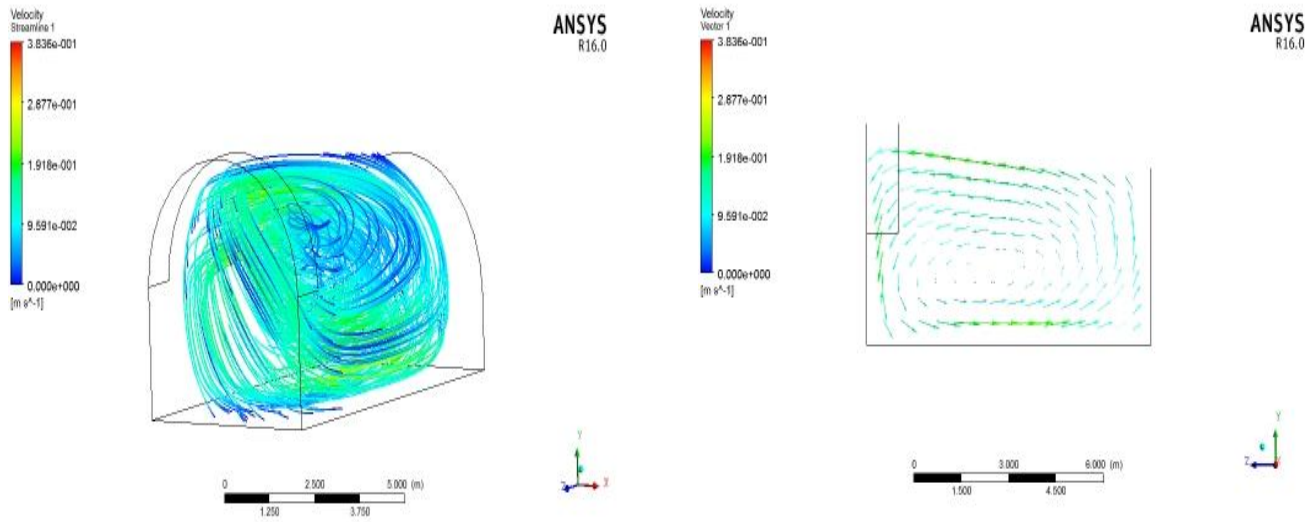 Velocity
Streamline 1
3.836e-001
2.877e-001
1.918e-001
9.591e-002
0.000e+000
[m s^-1]
ANSYS
R16.0
0 2.500 5.000 (m)
1.250 3.750
Y
X
Z
Velocity
Vector 1
3.836e-001
2.877e-001
1.918e-001
9.591e-002
0.000e+000
[m s^-1]
ANSYS
R16.0
0 3.000 6.000 (m)
1.500 4.500
Y
Z
X